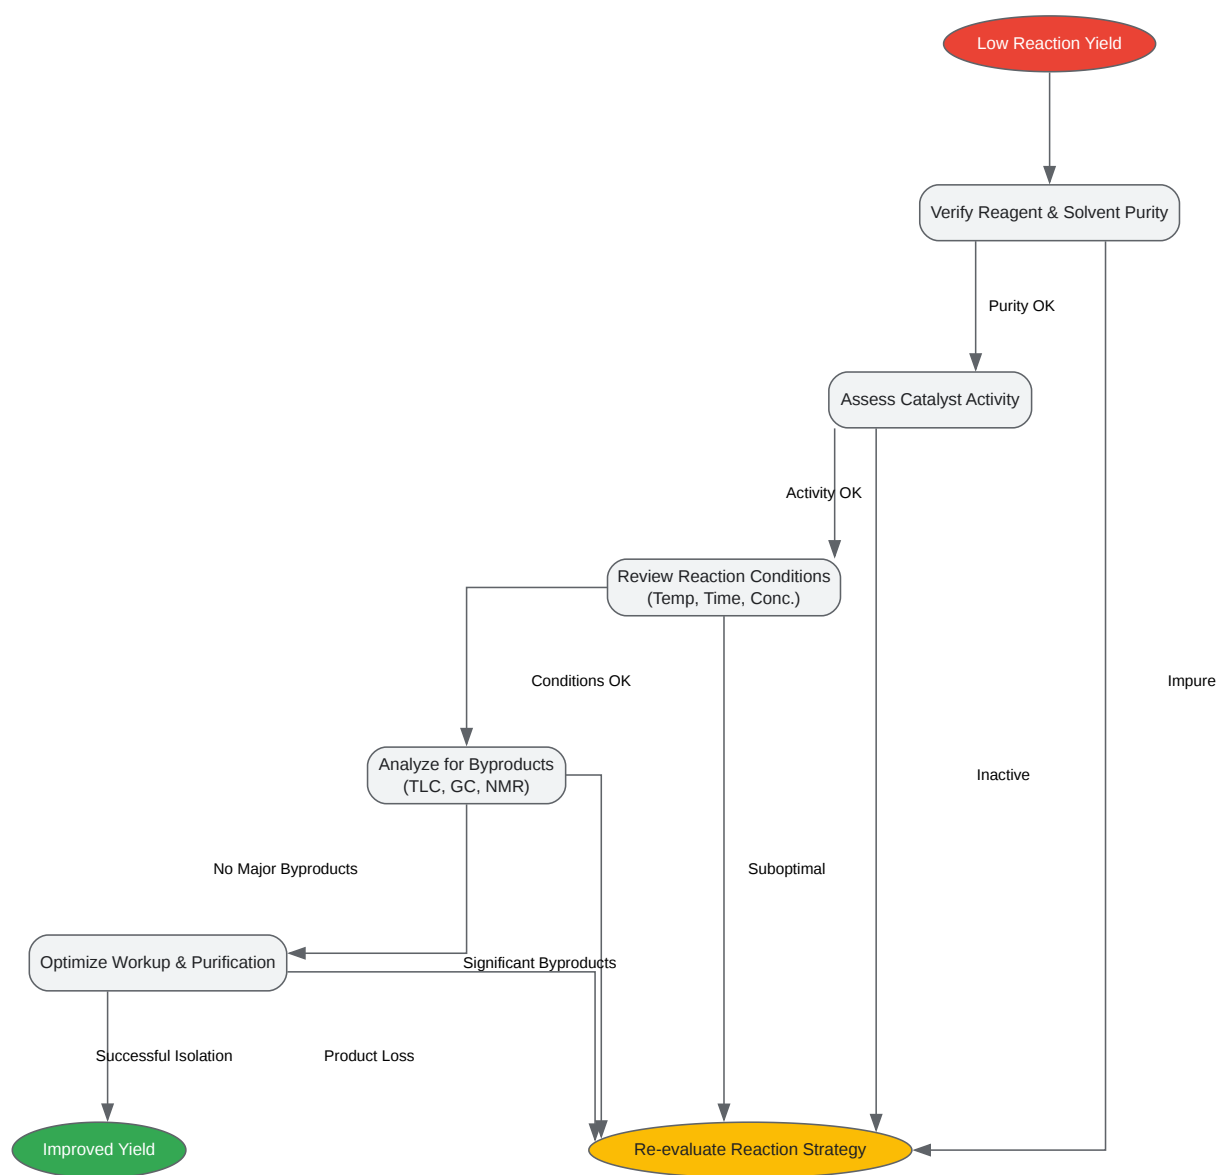 Low Reaction Yield
Verify Reagent & Solvent Purity
Purity OK
Assess Catalyst Activity
Activity OK
Review Reaction Conditions
(Temp, Time, Conc.)
Conditions OK
Impure
Analyze for Byproducts
(TLC, GC, NMR)
Inactive
No Major Byproducts
Suboptimal
Optimize Workup & Purification
Significant Byproducts
Successful Isolation
Product Loss
Improved Yield
Re-evaluate Reaction Strategy